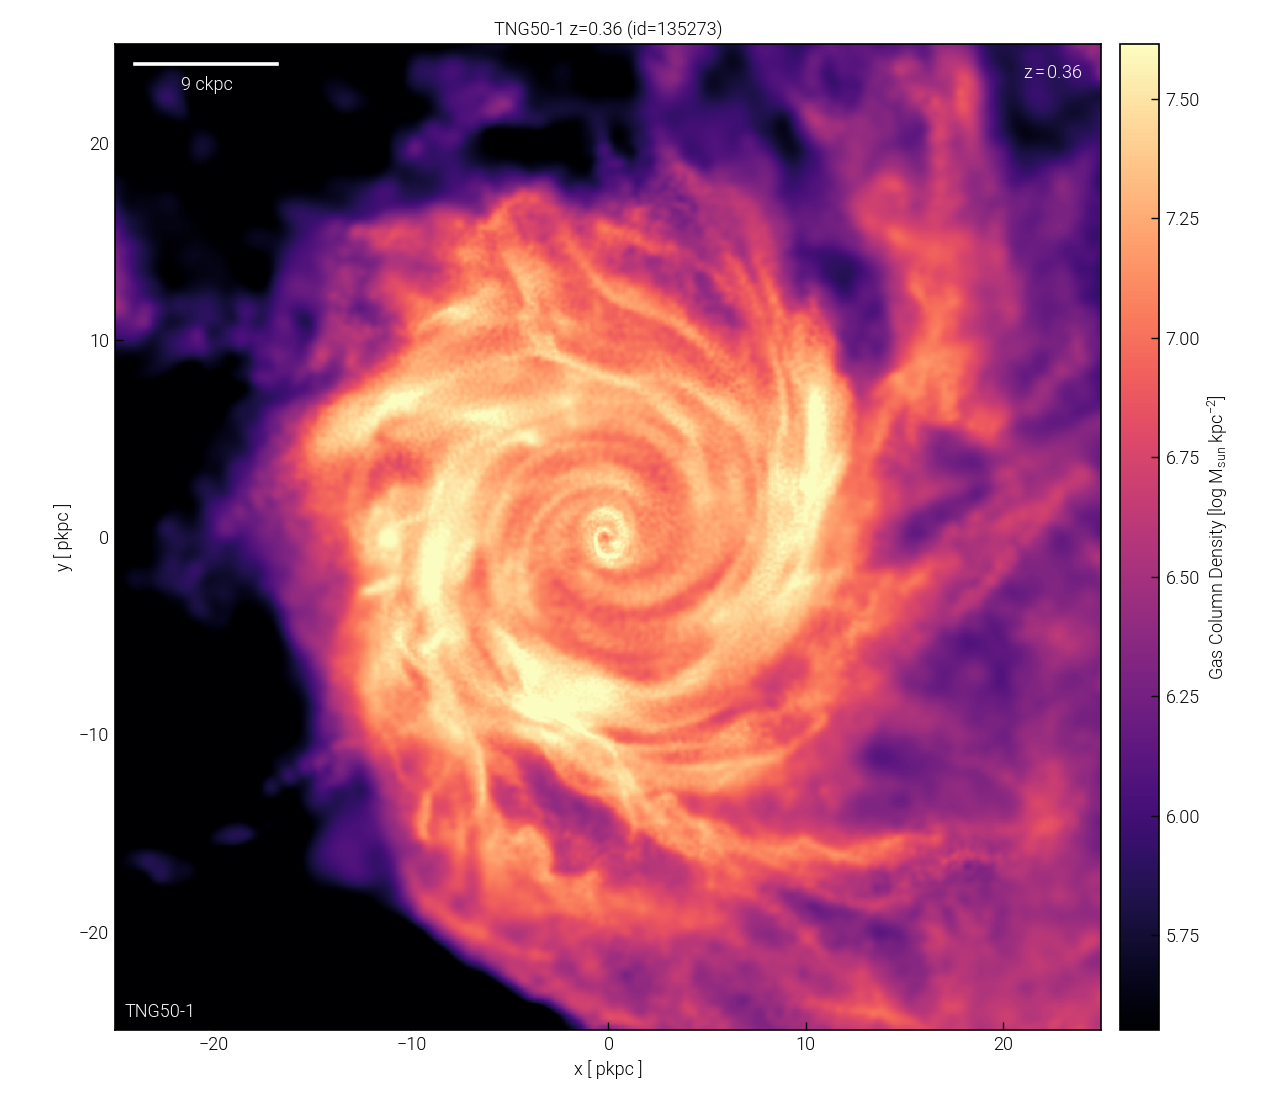 TNG50-1 z=0.36 (id=135273)
9 ckpc
z=0.36
20
10
0
−10
−20
y [ pkpc ]
TNG50-1
−20
−10
0
10
20
x [ pkpc ]
7.50
7.25
7.00
6.75
6.50
6.25
6.00
5.75
Gas Column Density [log M_sun kpc^−2]